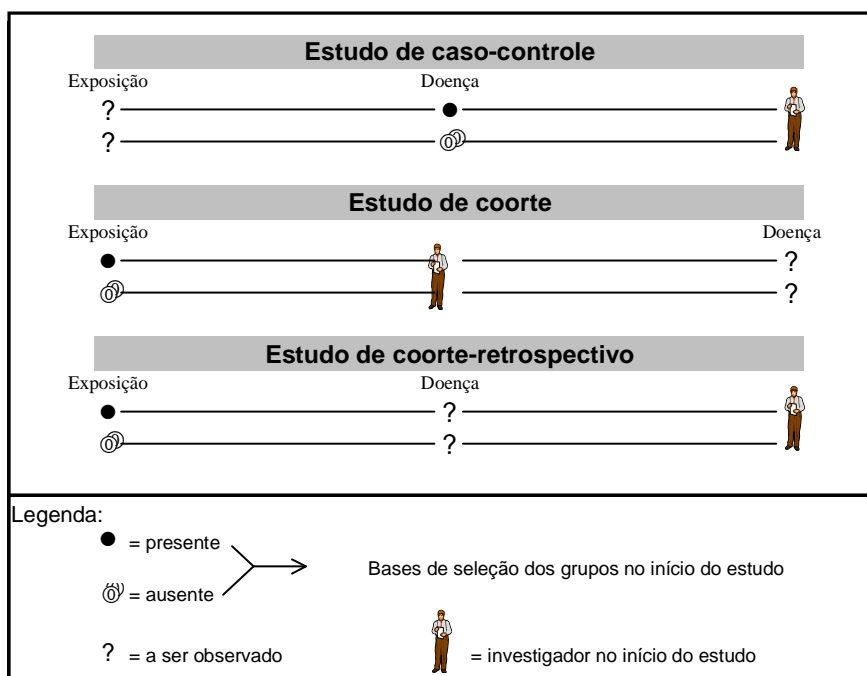 Estudo de caso-controle
Exposição Doença
?
?
Estudo de coorte
Exposição Doença
?
?
Estudo de coorte-retrospectivo
Exposição Doença
?
?
Legenda:
= presente
Bases de seleção dos grupos no início do estudo
= ausente
? = a ser observado = investigador no início do estudo